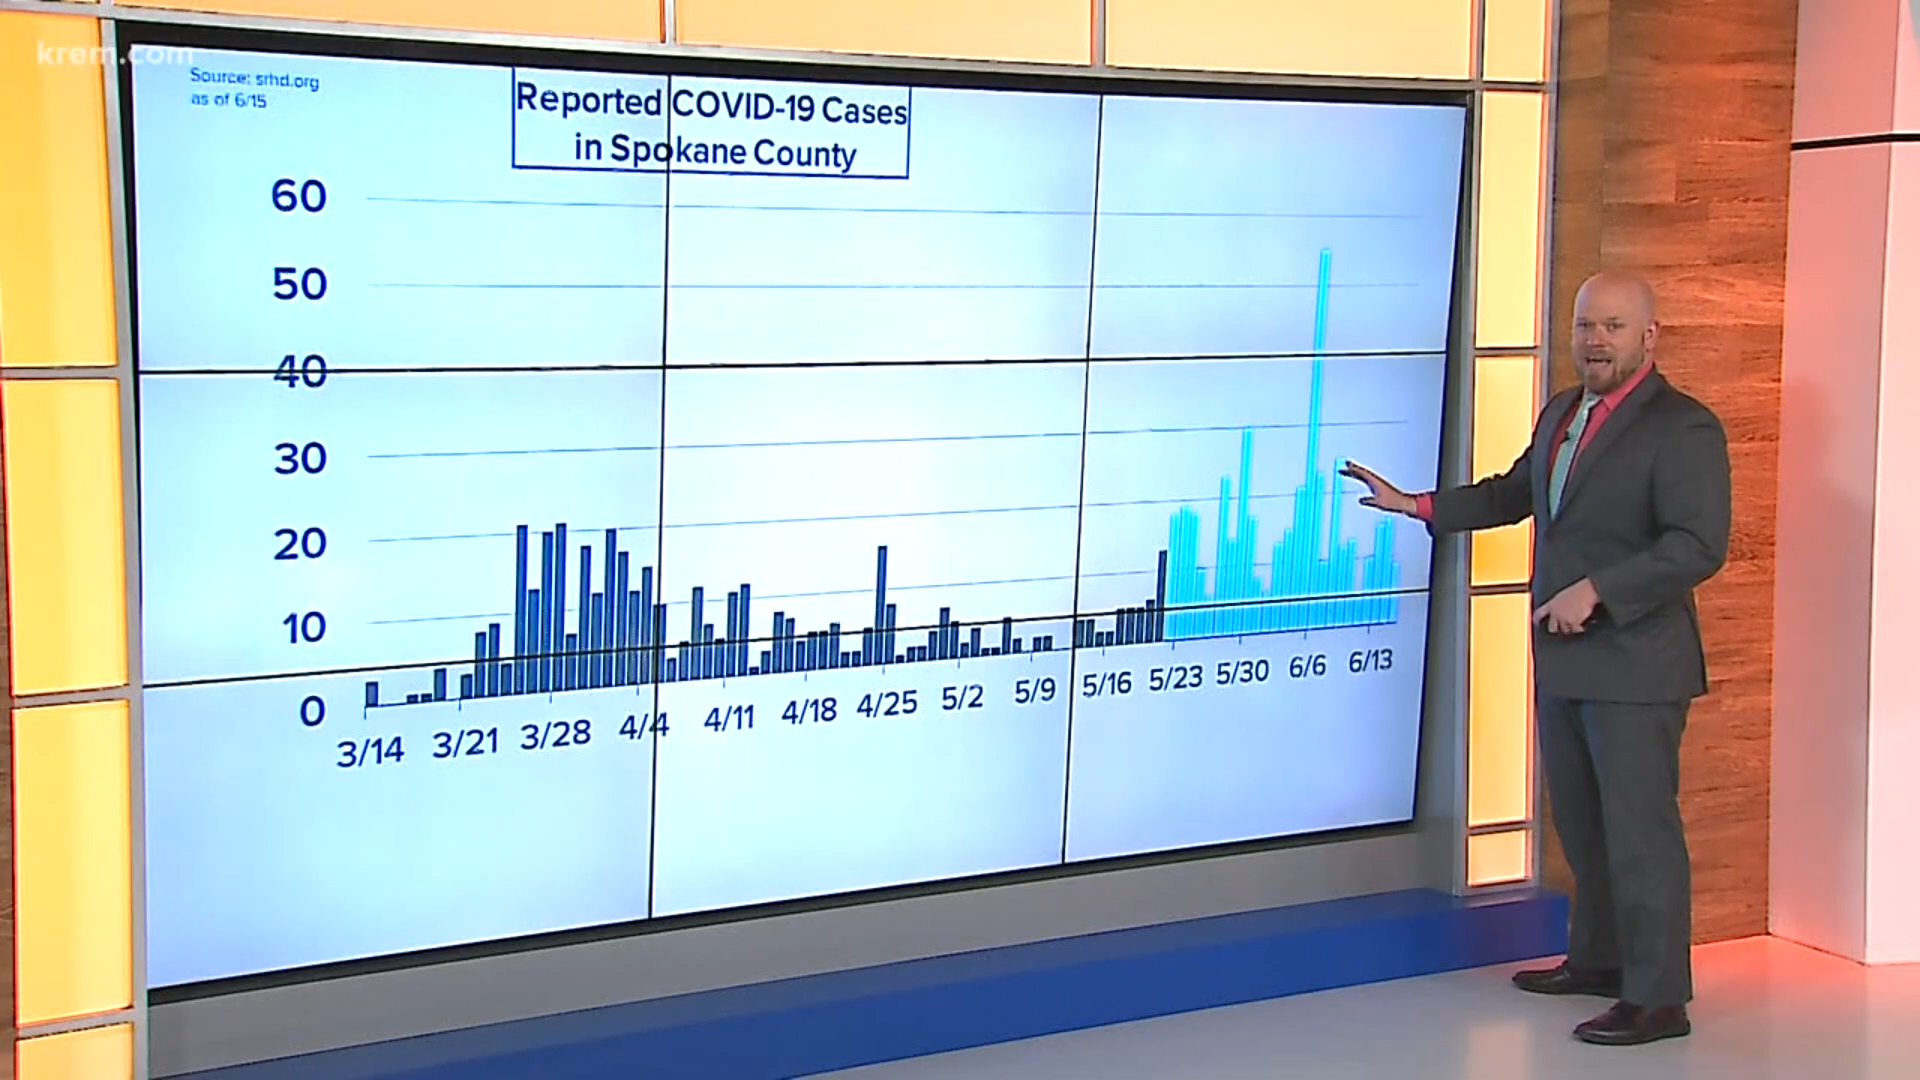 krem.com
Source: srhd.org
as of 6/15
Reported COVID-19 Cases
in Spokane County
60
50
40
30
20
10
0
3/14 3/21 3/28 4/4 4/11 4/18 4/25 5/2 5/9 5/16 5/23 5/30 6/6 6/13